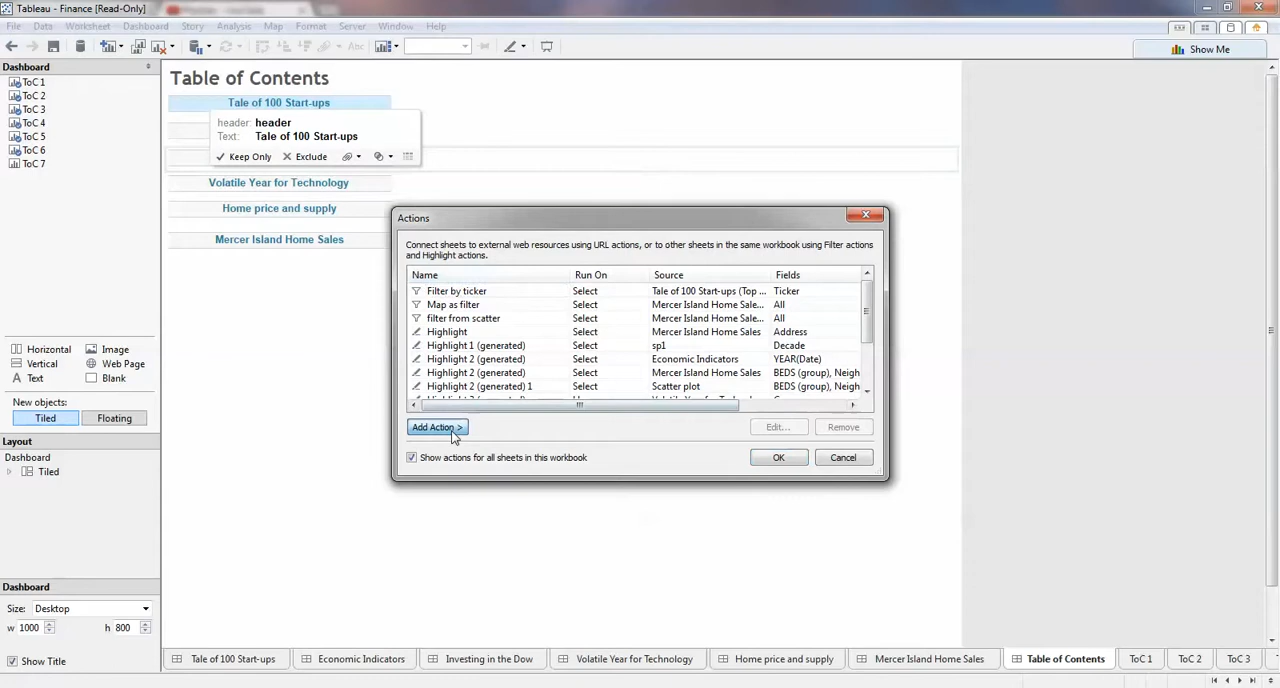 Tableau - Finance [Read-Only]
File Data Worksheet Dashboard Story Analysis Map Format Server Window Help
Abc
Show Me
Dashboard
ToC 1
ToC 2
ToC 3
ToC 4
ToC 5
ToC 6
ToC 7
Horizontal Image
Vertical Web Page
Text Blank
New objects:
Tiled Floating
Layout
Dashboard
Tiled
Dashboard
Size: Desktop
w 1000 h 800
Show Title
Table of Contents
Tale of 100 Start-ups
header: header
Text: Tale of 100 Start-ups
Keep Only Exclude
Volatile Year for Technology
Home price and supply
Mercer Island Home Sales
Actions
Connect sheets to external web resources using URL actions, or to other sheets in the same workbook using Filter actions
and Highlight actions.
Name Run On Source Fields
Filter by ticker Select Tale of 100 Start-ups (Top ... Ticker
Map as filter Select Mercer Island Home Sale... All
filter from scatter Select Mercer Island Home Sale... All
Highlight Select Mercer Island Home Sales Address
Highlight 1 (generated) Select sp1 Decade
Highlight 2 (generated) Select Economic Indicators YEAR(Date)
Highlight 2 (generated) Select Mercer Island Home Sales BEDS (group), Neigh
Highlight 2 (generated) 1 Select Scatter plot BEDS (group), Neigh
Add Action > Edit... Remove
Show actions for all sheets in this workbook OK Cancel
Tale of 100 Start-ups Economic Indicators Investing in the Dow Volatile Year for Technology Home price and supply Mercer Island Home Sales Table of Contents ToC 1 ToC 2 ToC 3